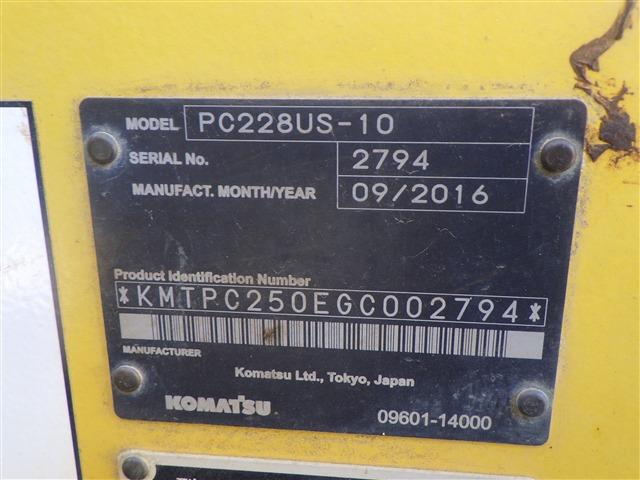 MODEL PC228US-10
SERIAL No. 2794
MANUFACT. MONTH/YEAR 09/2016
Product Identification Number
*KMTPC250EGC002794*
MANUFACTURER
Komatsu Ltd., Tokyo, Japan
KOMATSU 09601-14000